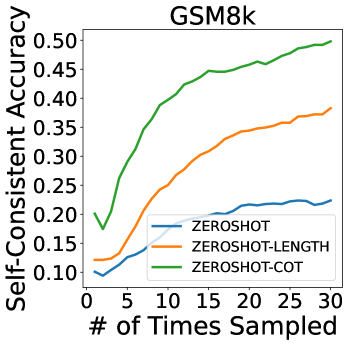 GSM8k
Self-Consistent Accuracy
0.50
0.45
0.40
0.35
0.30
0.25
0.20
0.15
0.10
ZEROSHOT
ZEROSHOT-LENGTH
ZEROSHOT-COT
0 5 10 15 20 25 30
# of Times Sampled